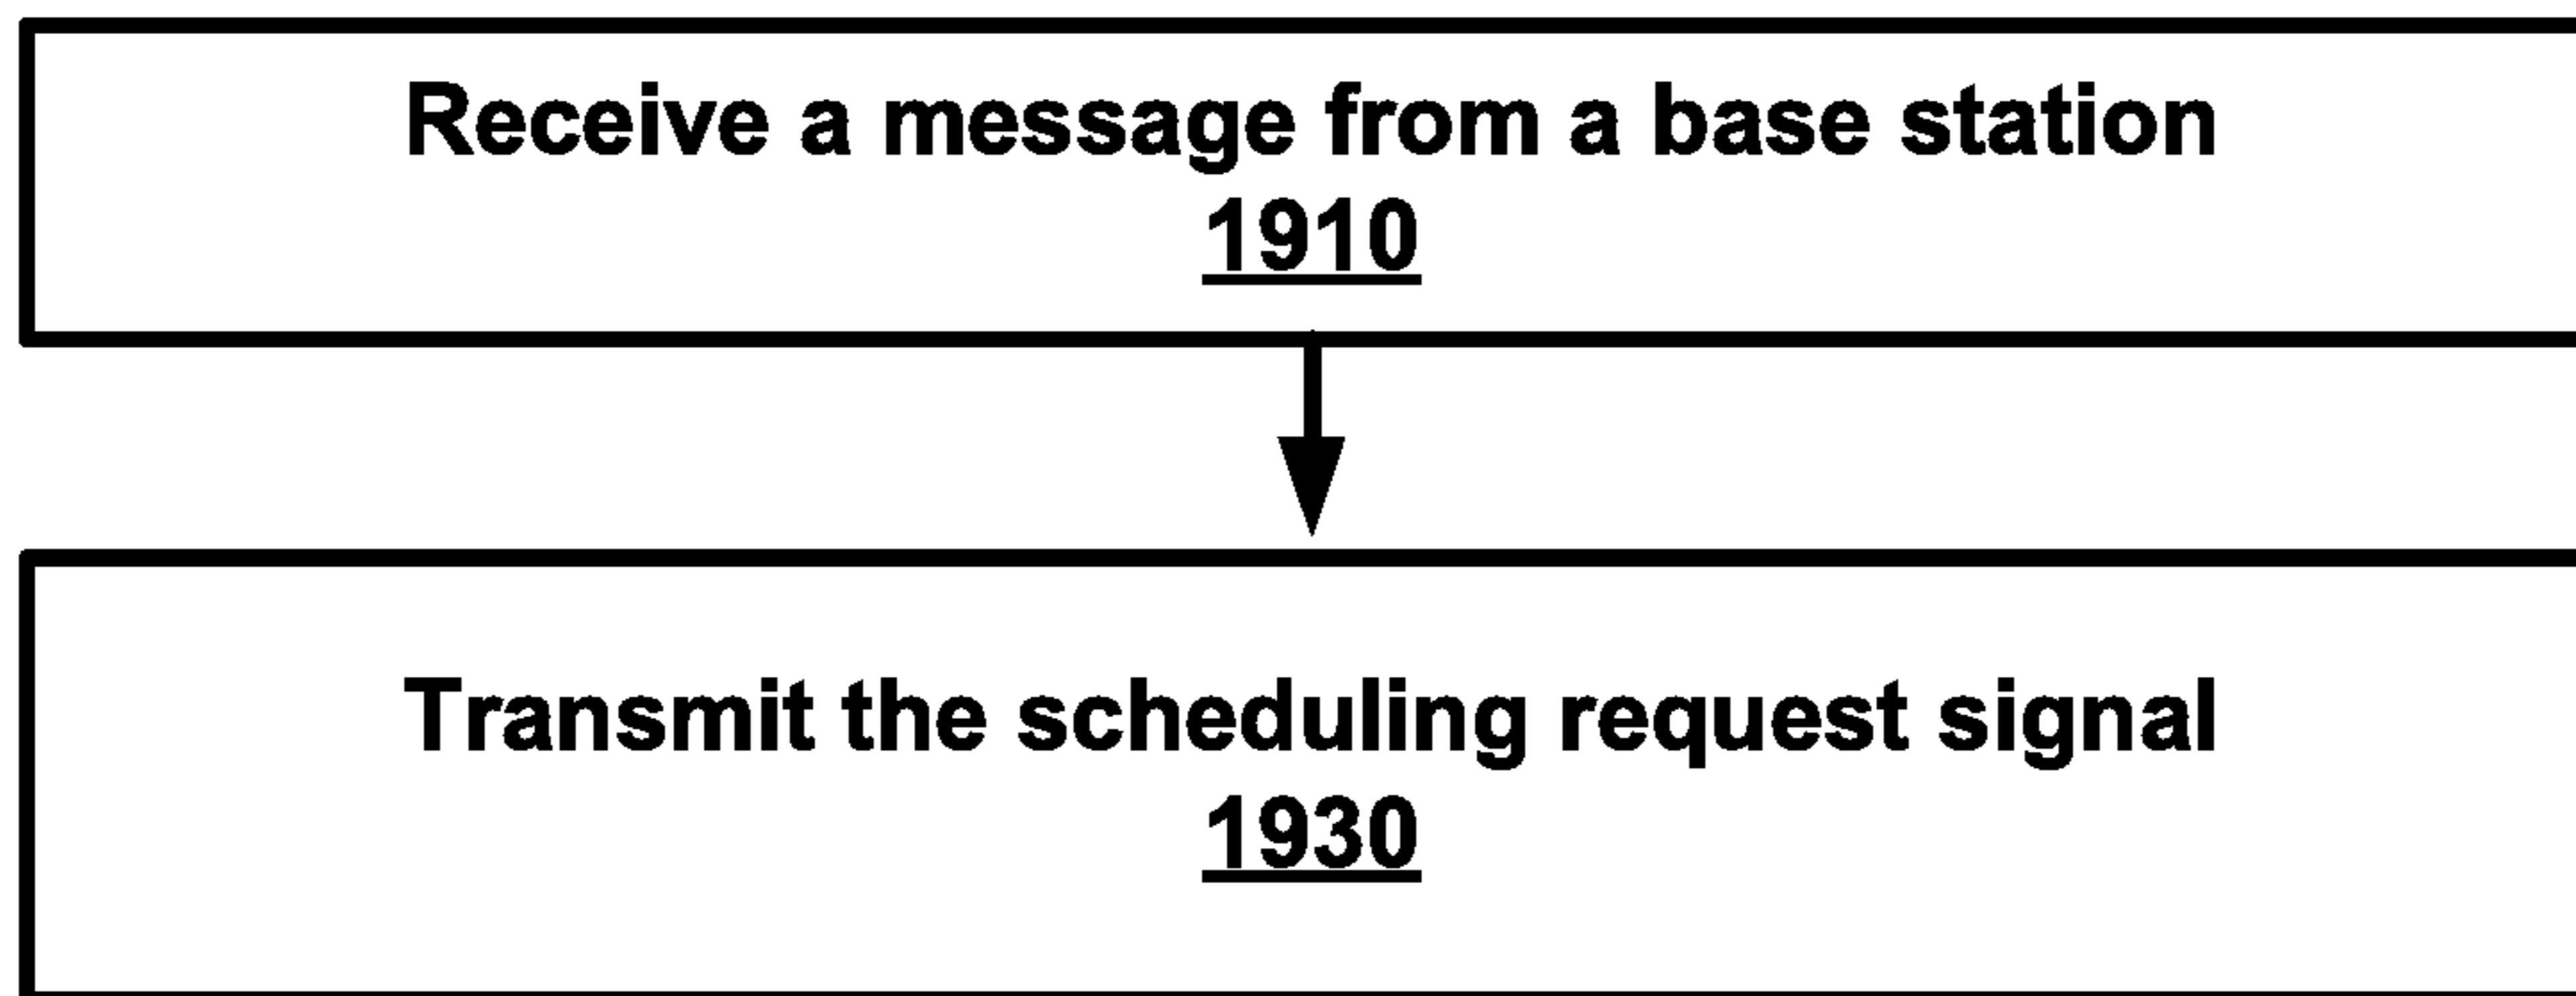 Receive a message from a base station
1910
Transmit the scheduling request signal
1930